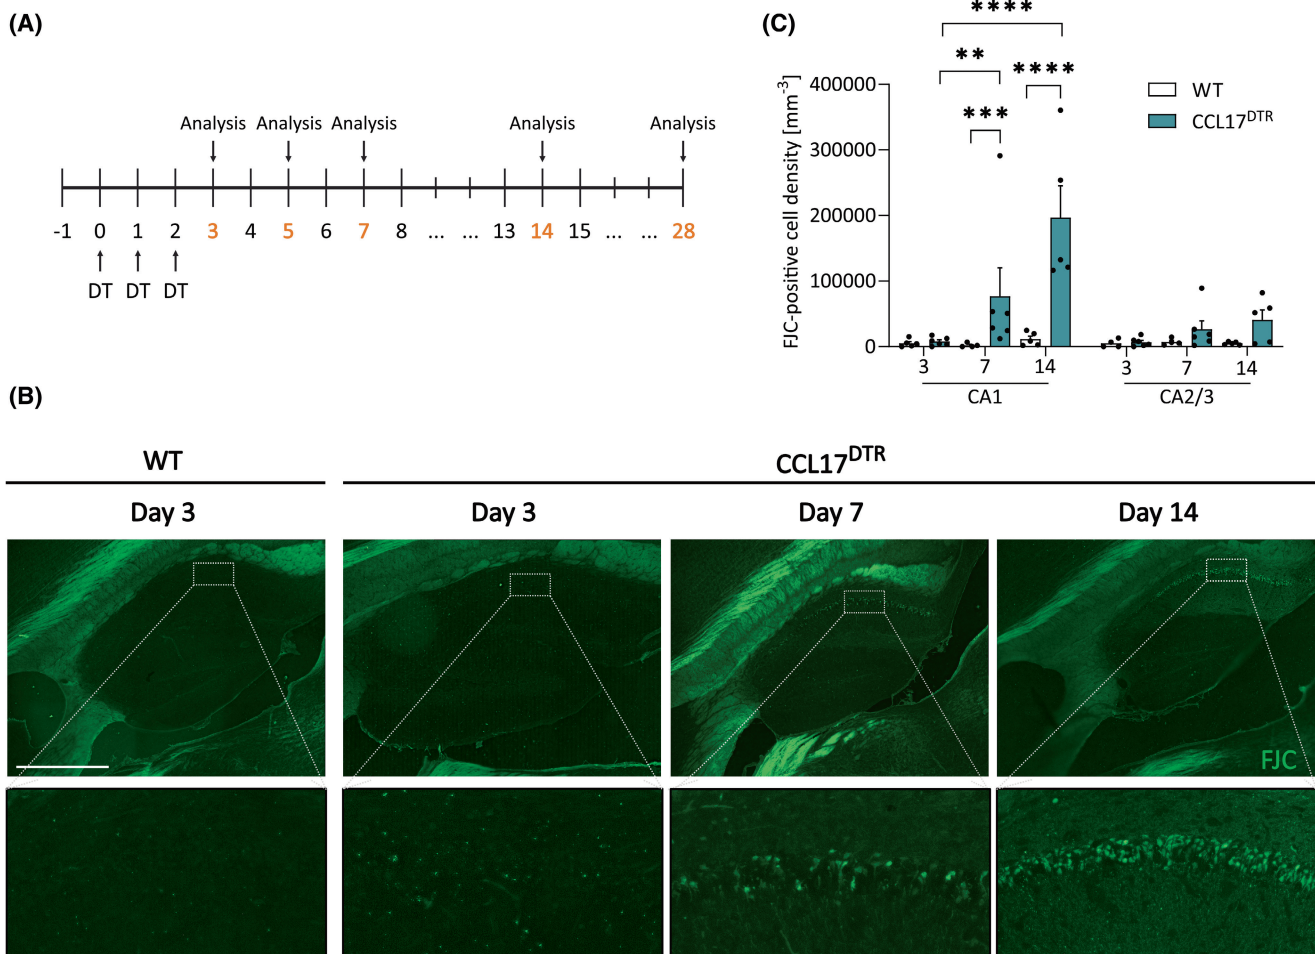 (A)
Analysis Analysis Analysis Analysis Analysis
-1 0 1 2 3 4 5 6 7 8 ... ... 13 14 15 ... ... 28
DT DT DT
(C)
****
**
****
***
FJC-positive cell density [mm-3]
400000
300000
200000
100000
0
WT
CCL17DTR
3 7 14 3 7 14
CA1 CA2/3
(B)
WT CCL17DTR
Day 3 Day 3 Day 7 Day 14
FJC